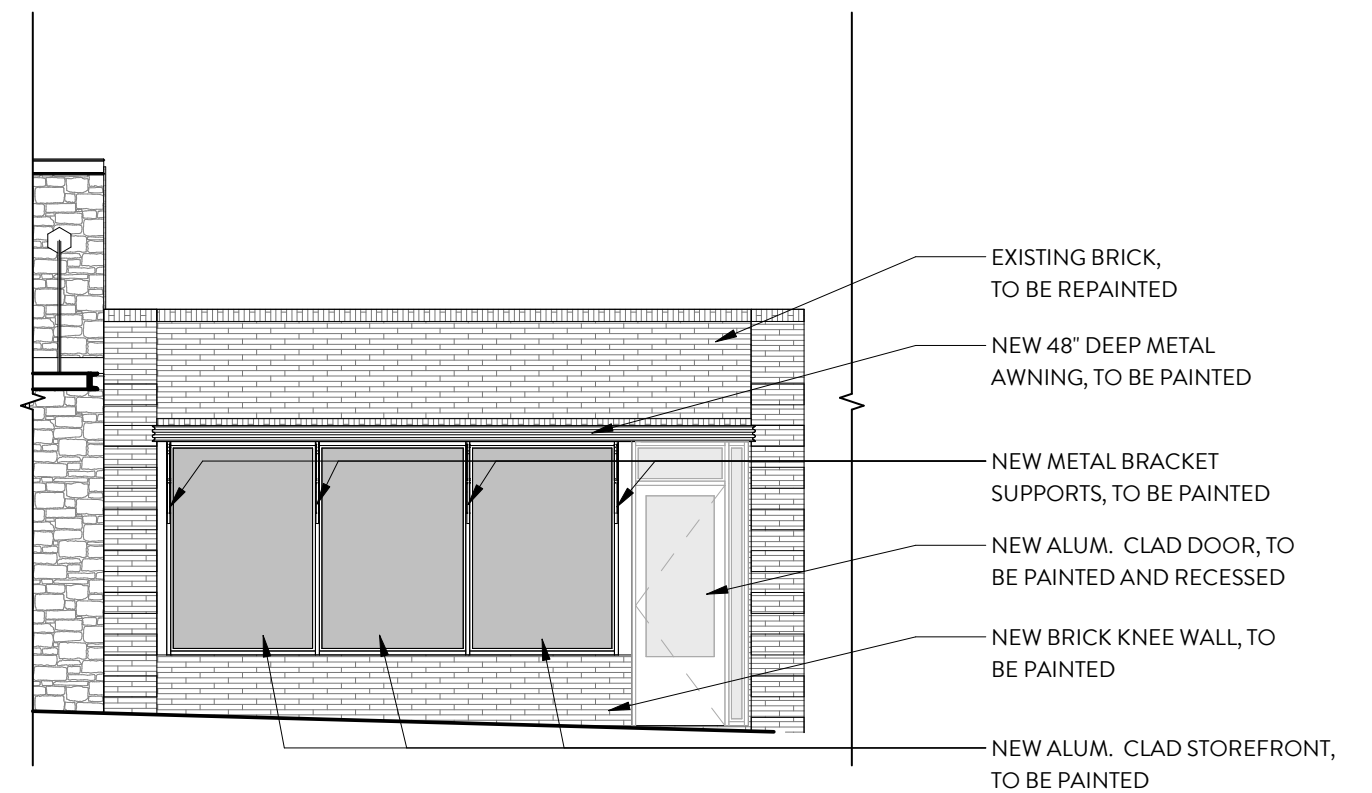 EXISTING BRICK,
TO BE REPAINTED
NEW 48" DEEP METAL
AWNING, TO BE PAINTED
NEW METAL BRACKET
SUPPORTS, TO BE PAINTED
NEW ALUM. CLAD DOOR, TO
BE PAINTED AND RECESSED
NEW BRICK KNEE WALL, TO
BE PAINTED
NEW ALUM. CLAD STOREFRONT,
TO BE PAINTED